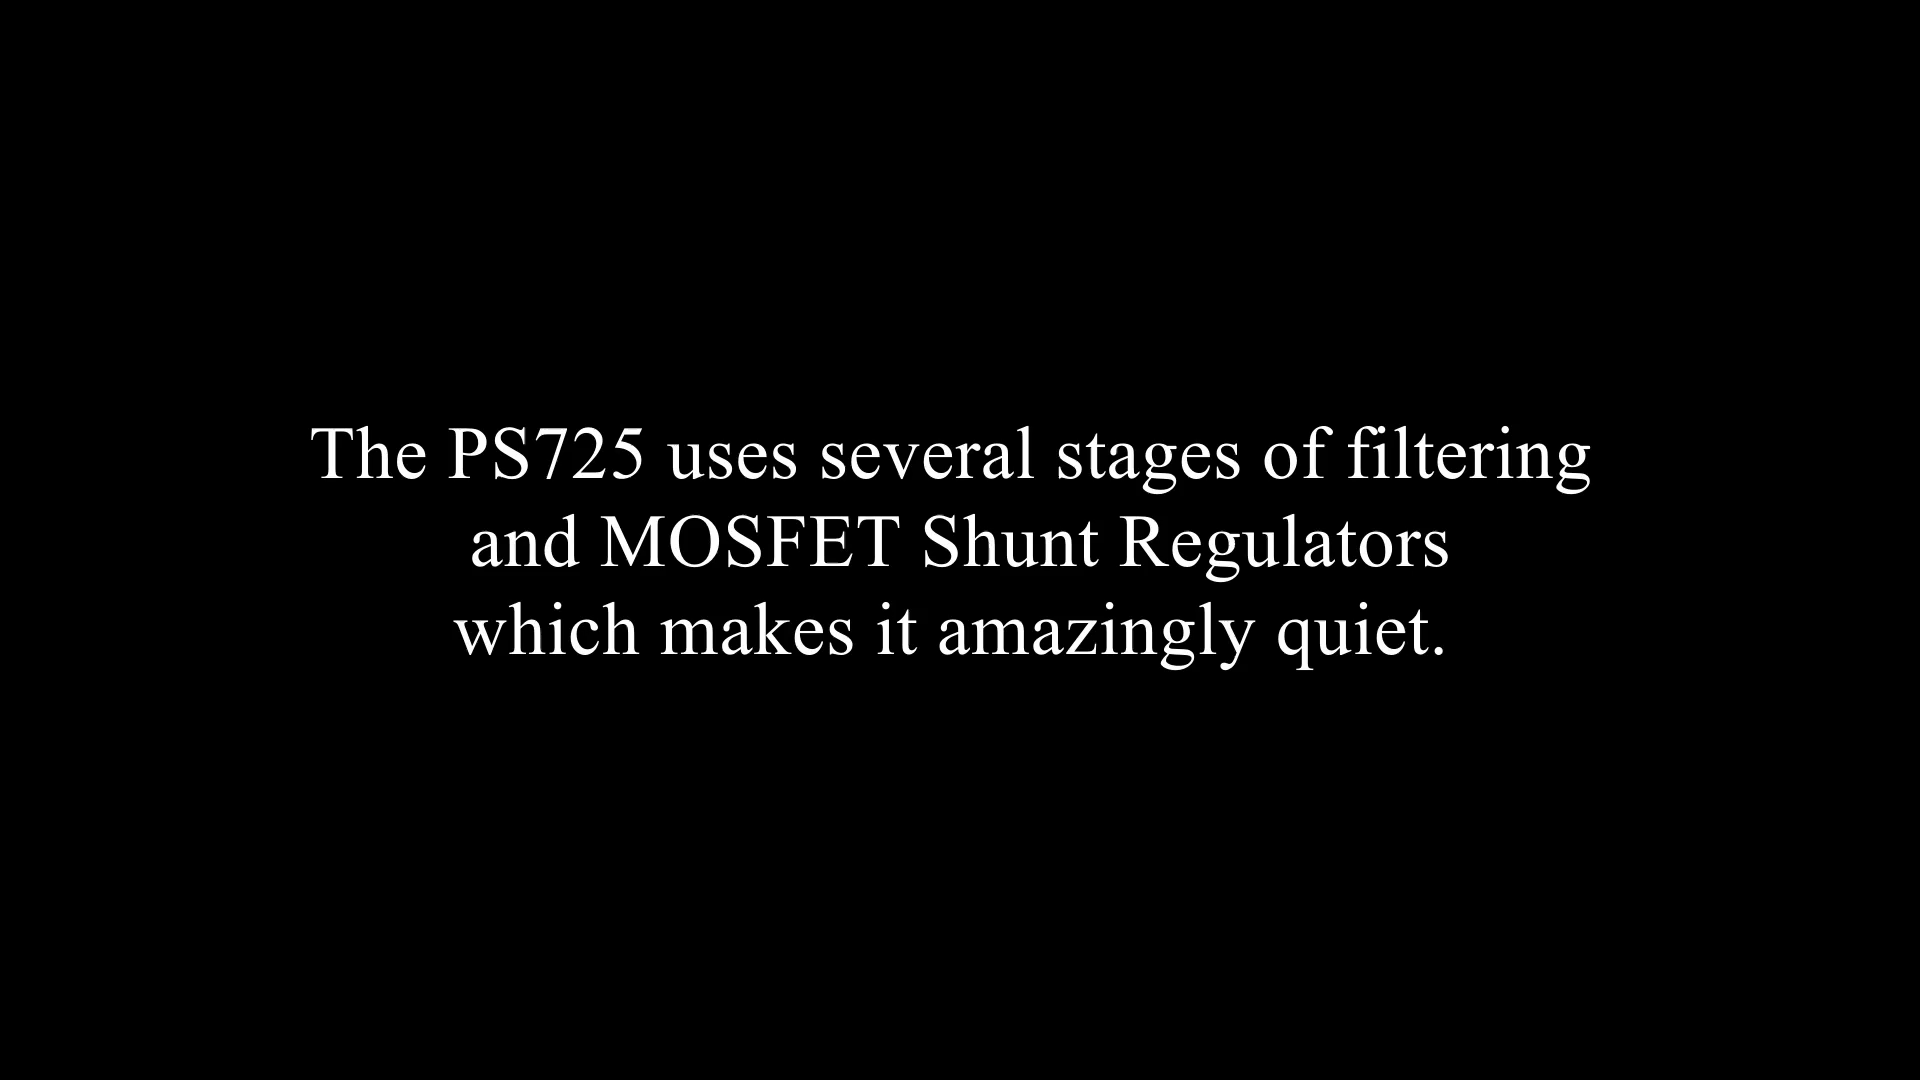 The PS725 uses several stages of filtering
and MOSFET Shunt Regulators
which makes it amazingly quiet.